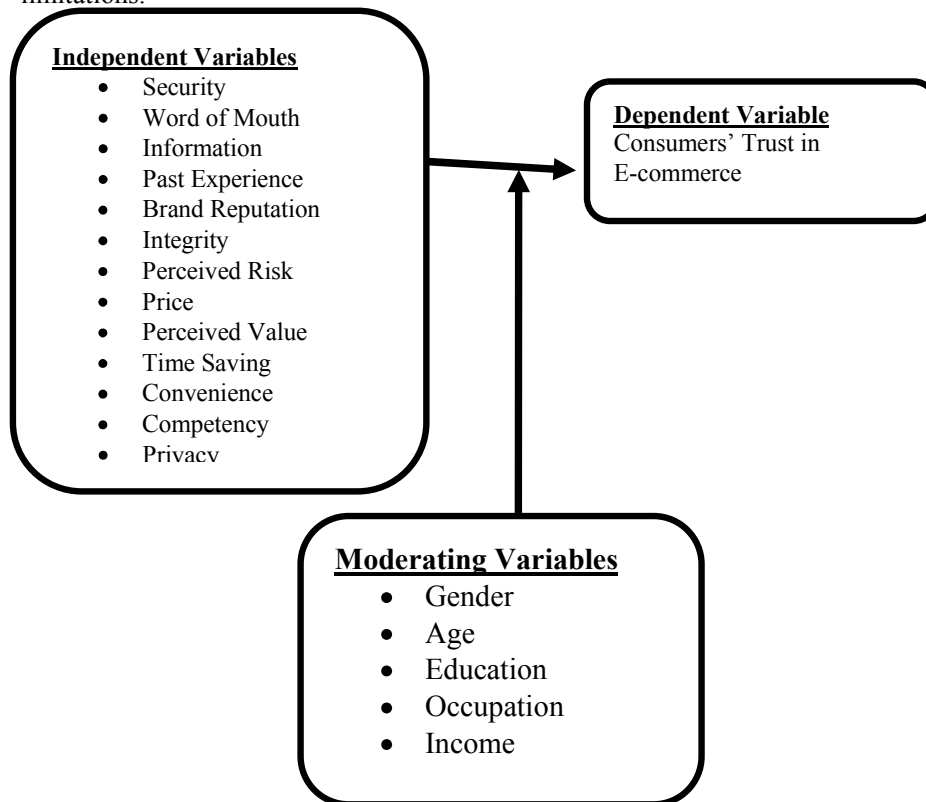 limitations.
Independent Variables
• Security
• Word of Mouth
• Information
• Past Experience
• Brand Reputation
• Integrity
• Perceived Risk
• Price
• Perceived Value
• Time Saving
• Convenience
• Competency
• Privacy
Dependent Variable
Consumers’ Trust in
E-commerce
Moderating Variables
• Gender
• Age
• Education
• Occupation
• Income